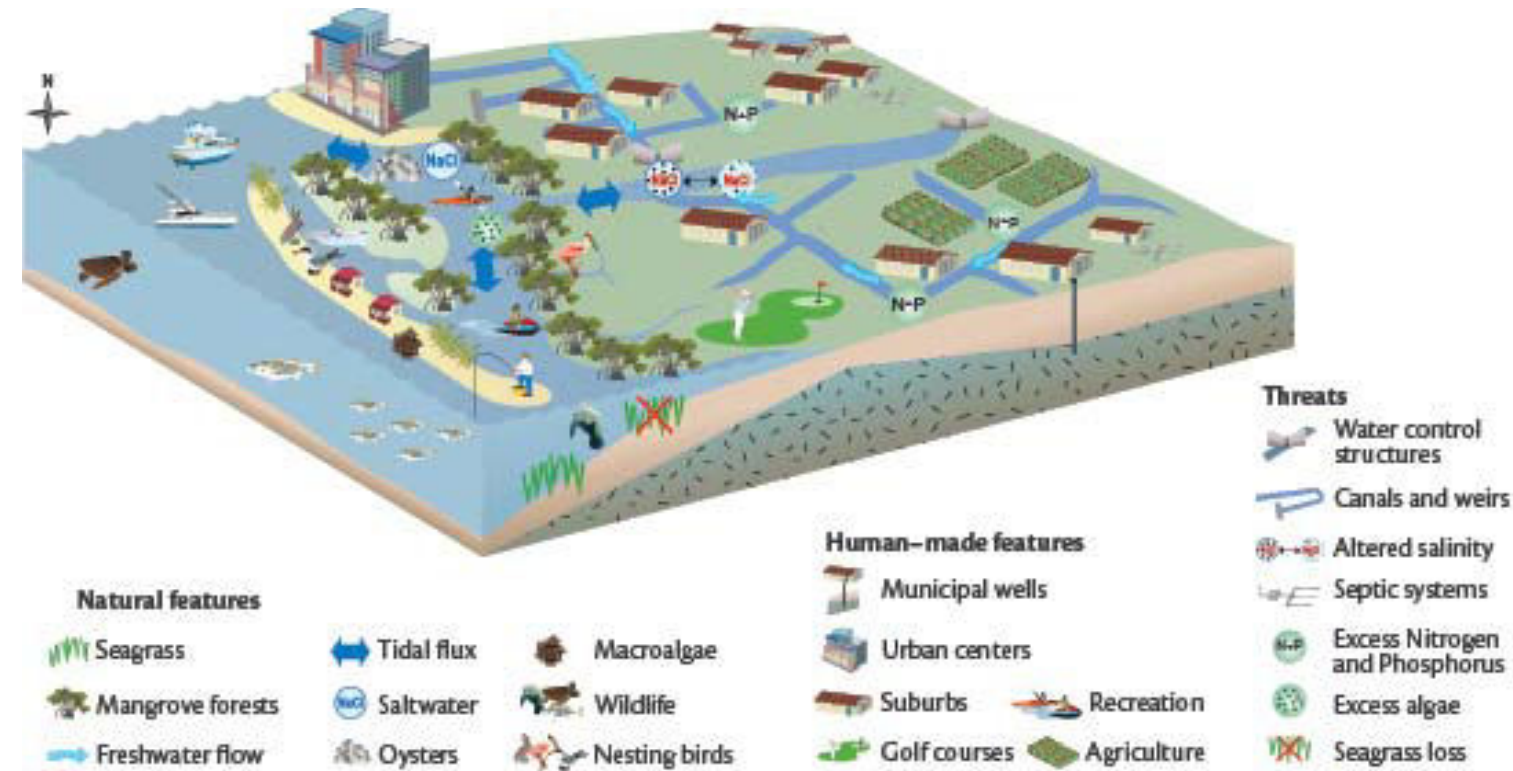 N
NaCl
N+P
NaCl
NaCl
N+P
N+P
Threats
Water control
structures
Canals and weirs
Altered salinity
Septic systems
N+P
Excess Nitrogen
and Phosphorus
Excess algae
Seagrass loss
Human-made features
Municipal wells
Urban centers
Suburbs
Recreation
Golf courses
Agriculture
Natural features
Seagrass
Tidal flux
Macroalgae
Mangrove forests
NaCl
Saltwater
Wildlife
Freshwater flow
Oysters
Nesting birds